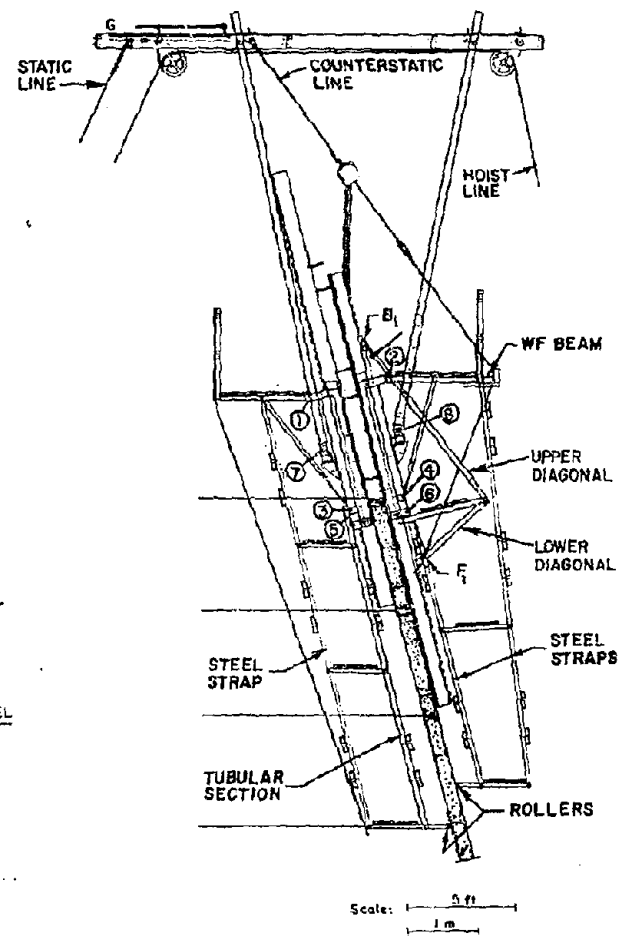 G
STATIC
LINE
COUNTERSTATIC
LINE
HOIST
LINE
B1
2
WF BEAM
1
8
7
UPPER
DIAGONAL
4
3
6
5
LOWER
DIAGONAL
F1
STEEL
STRAP
STEEL
STRAPS
EL
TUBULAR
SECTION
ROLLERS
Scale:
5 ft
1 m